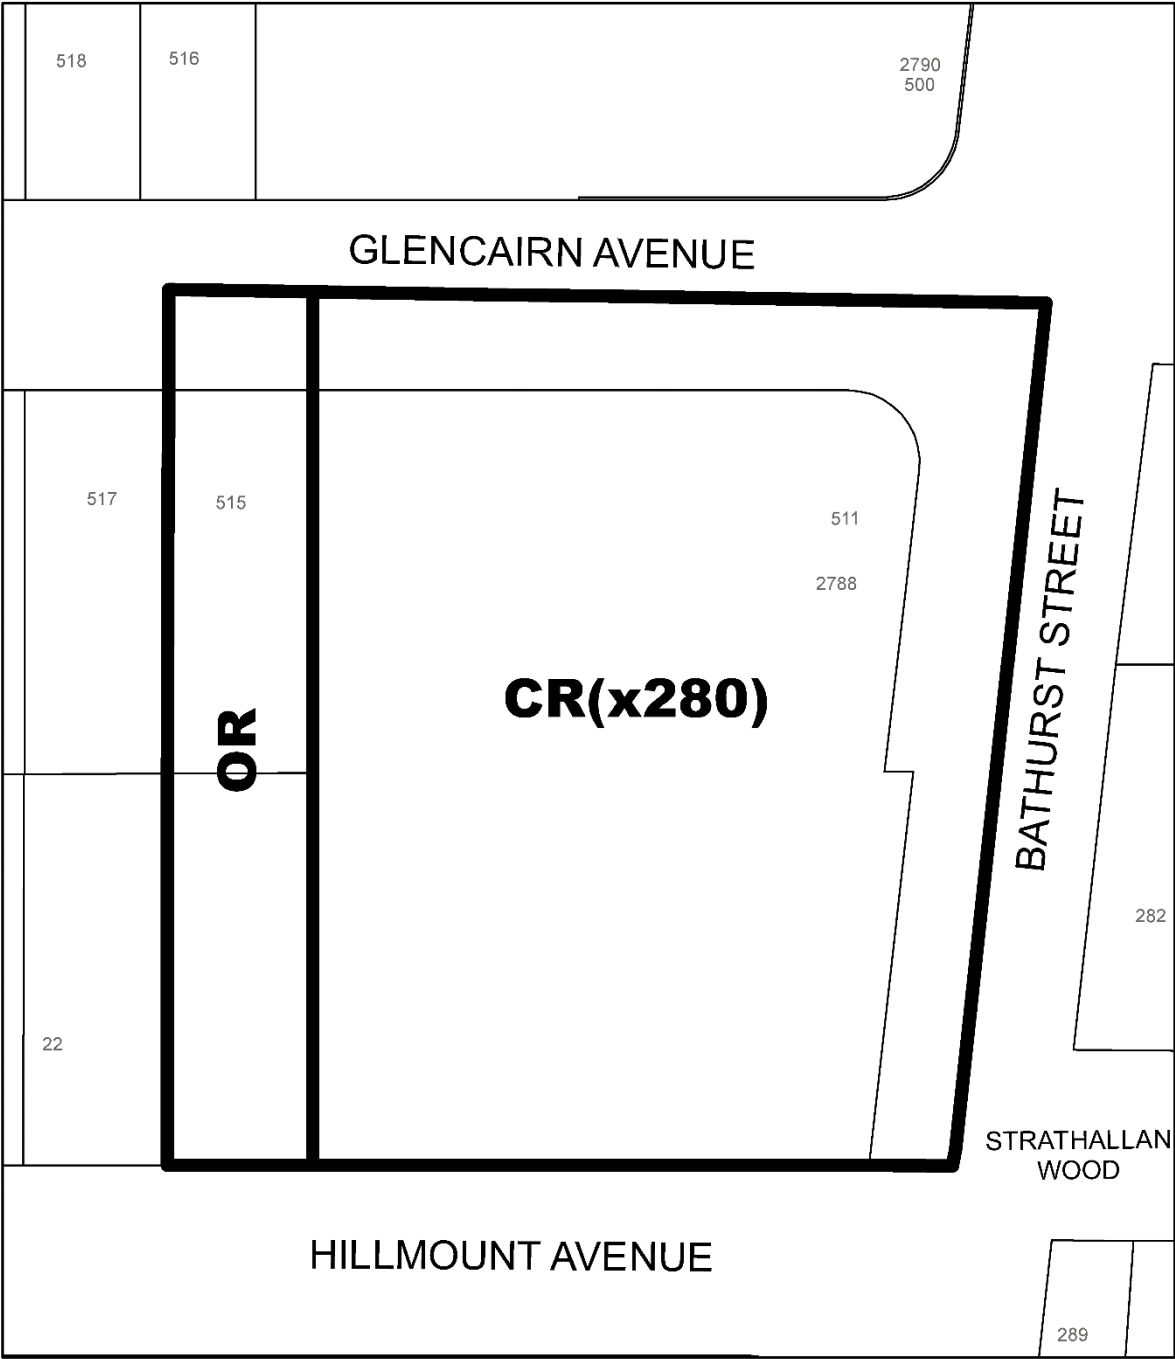 518
516
2790
500
GLENCAIRN AVENUE
517
515
511
2788
BATHURST STREET
CR(x280)
OR
282
22
STRATHALLAN
WOOD
HILLMOUNT AVENUE
289